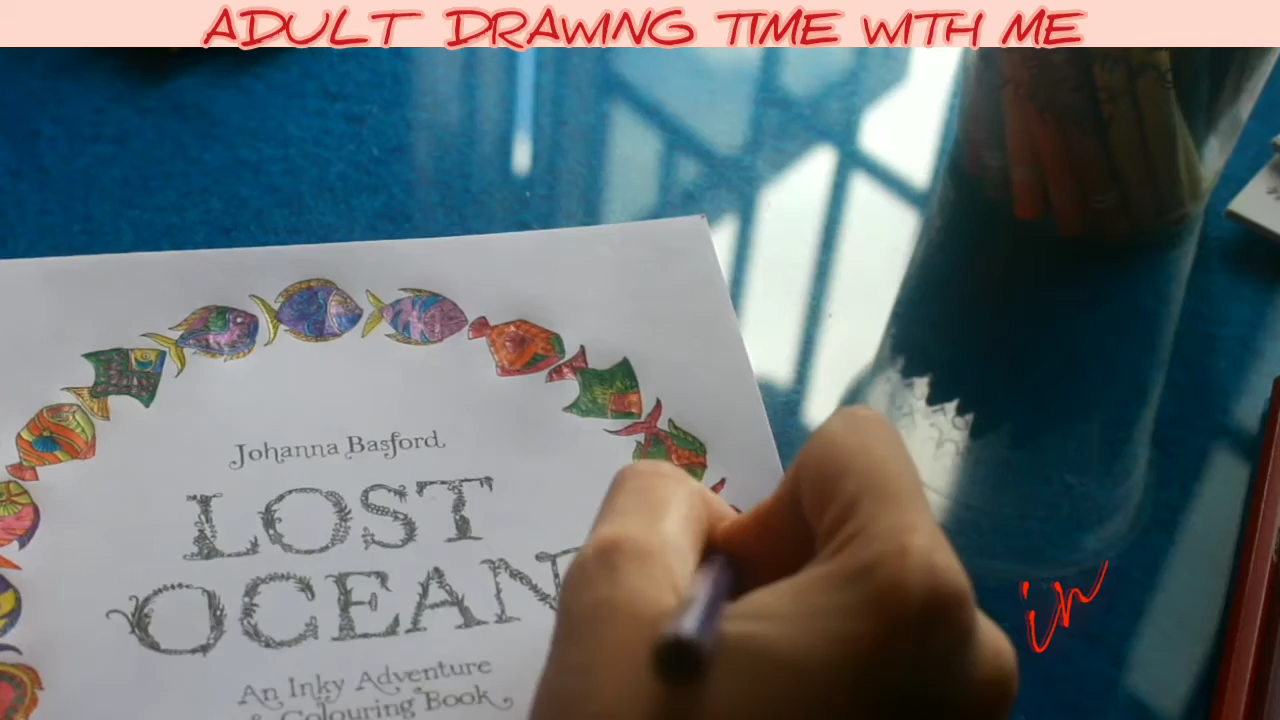 ADULT DRAWING TIME WITH ME
Johanna Basford
LOST
OCEAN
An Inky Adventure
& Colouring Book
in